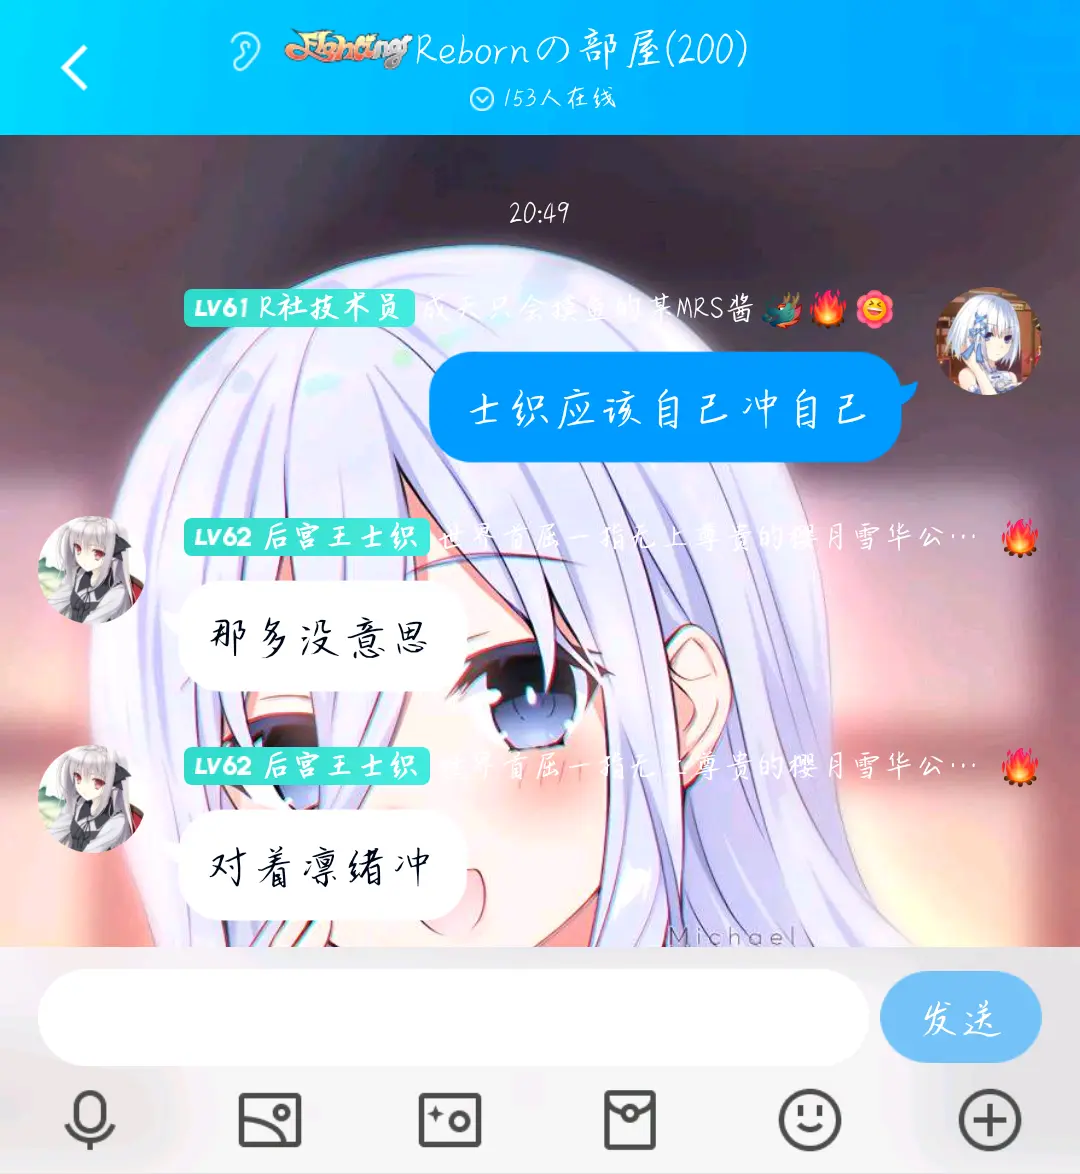 Fighting Rebornの部屋(200)
153人在线
20:49
LV61 R社技术员 成天只会摸鱼的某MRS酱
士织应该自己冲自己
LV62 后宫王士织 世界首屈一指无上尊贵的樱月雪华公…
那多没意思
LV62 后宫王士织 世界首屈一指无上尊贵的樱月雪华公…
对着凛绪冲
Michael
发送